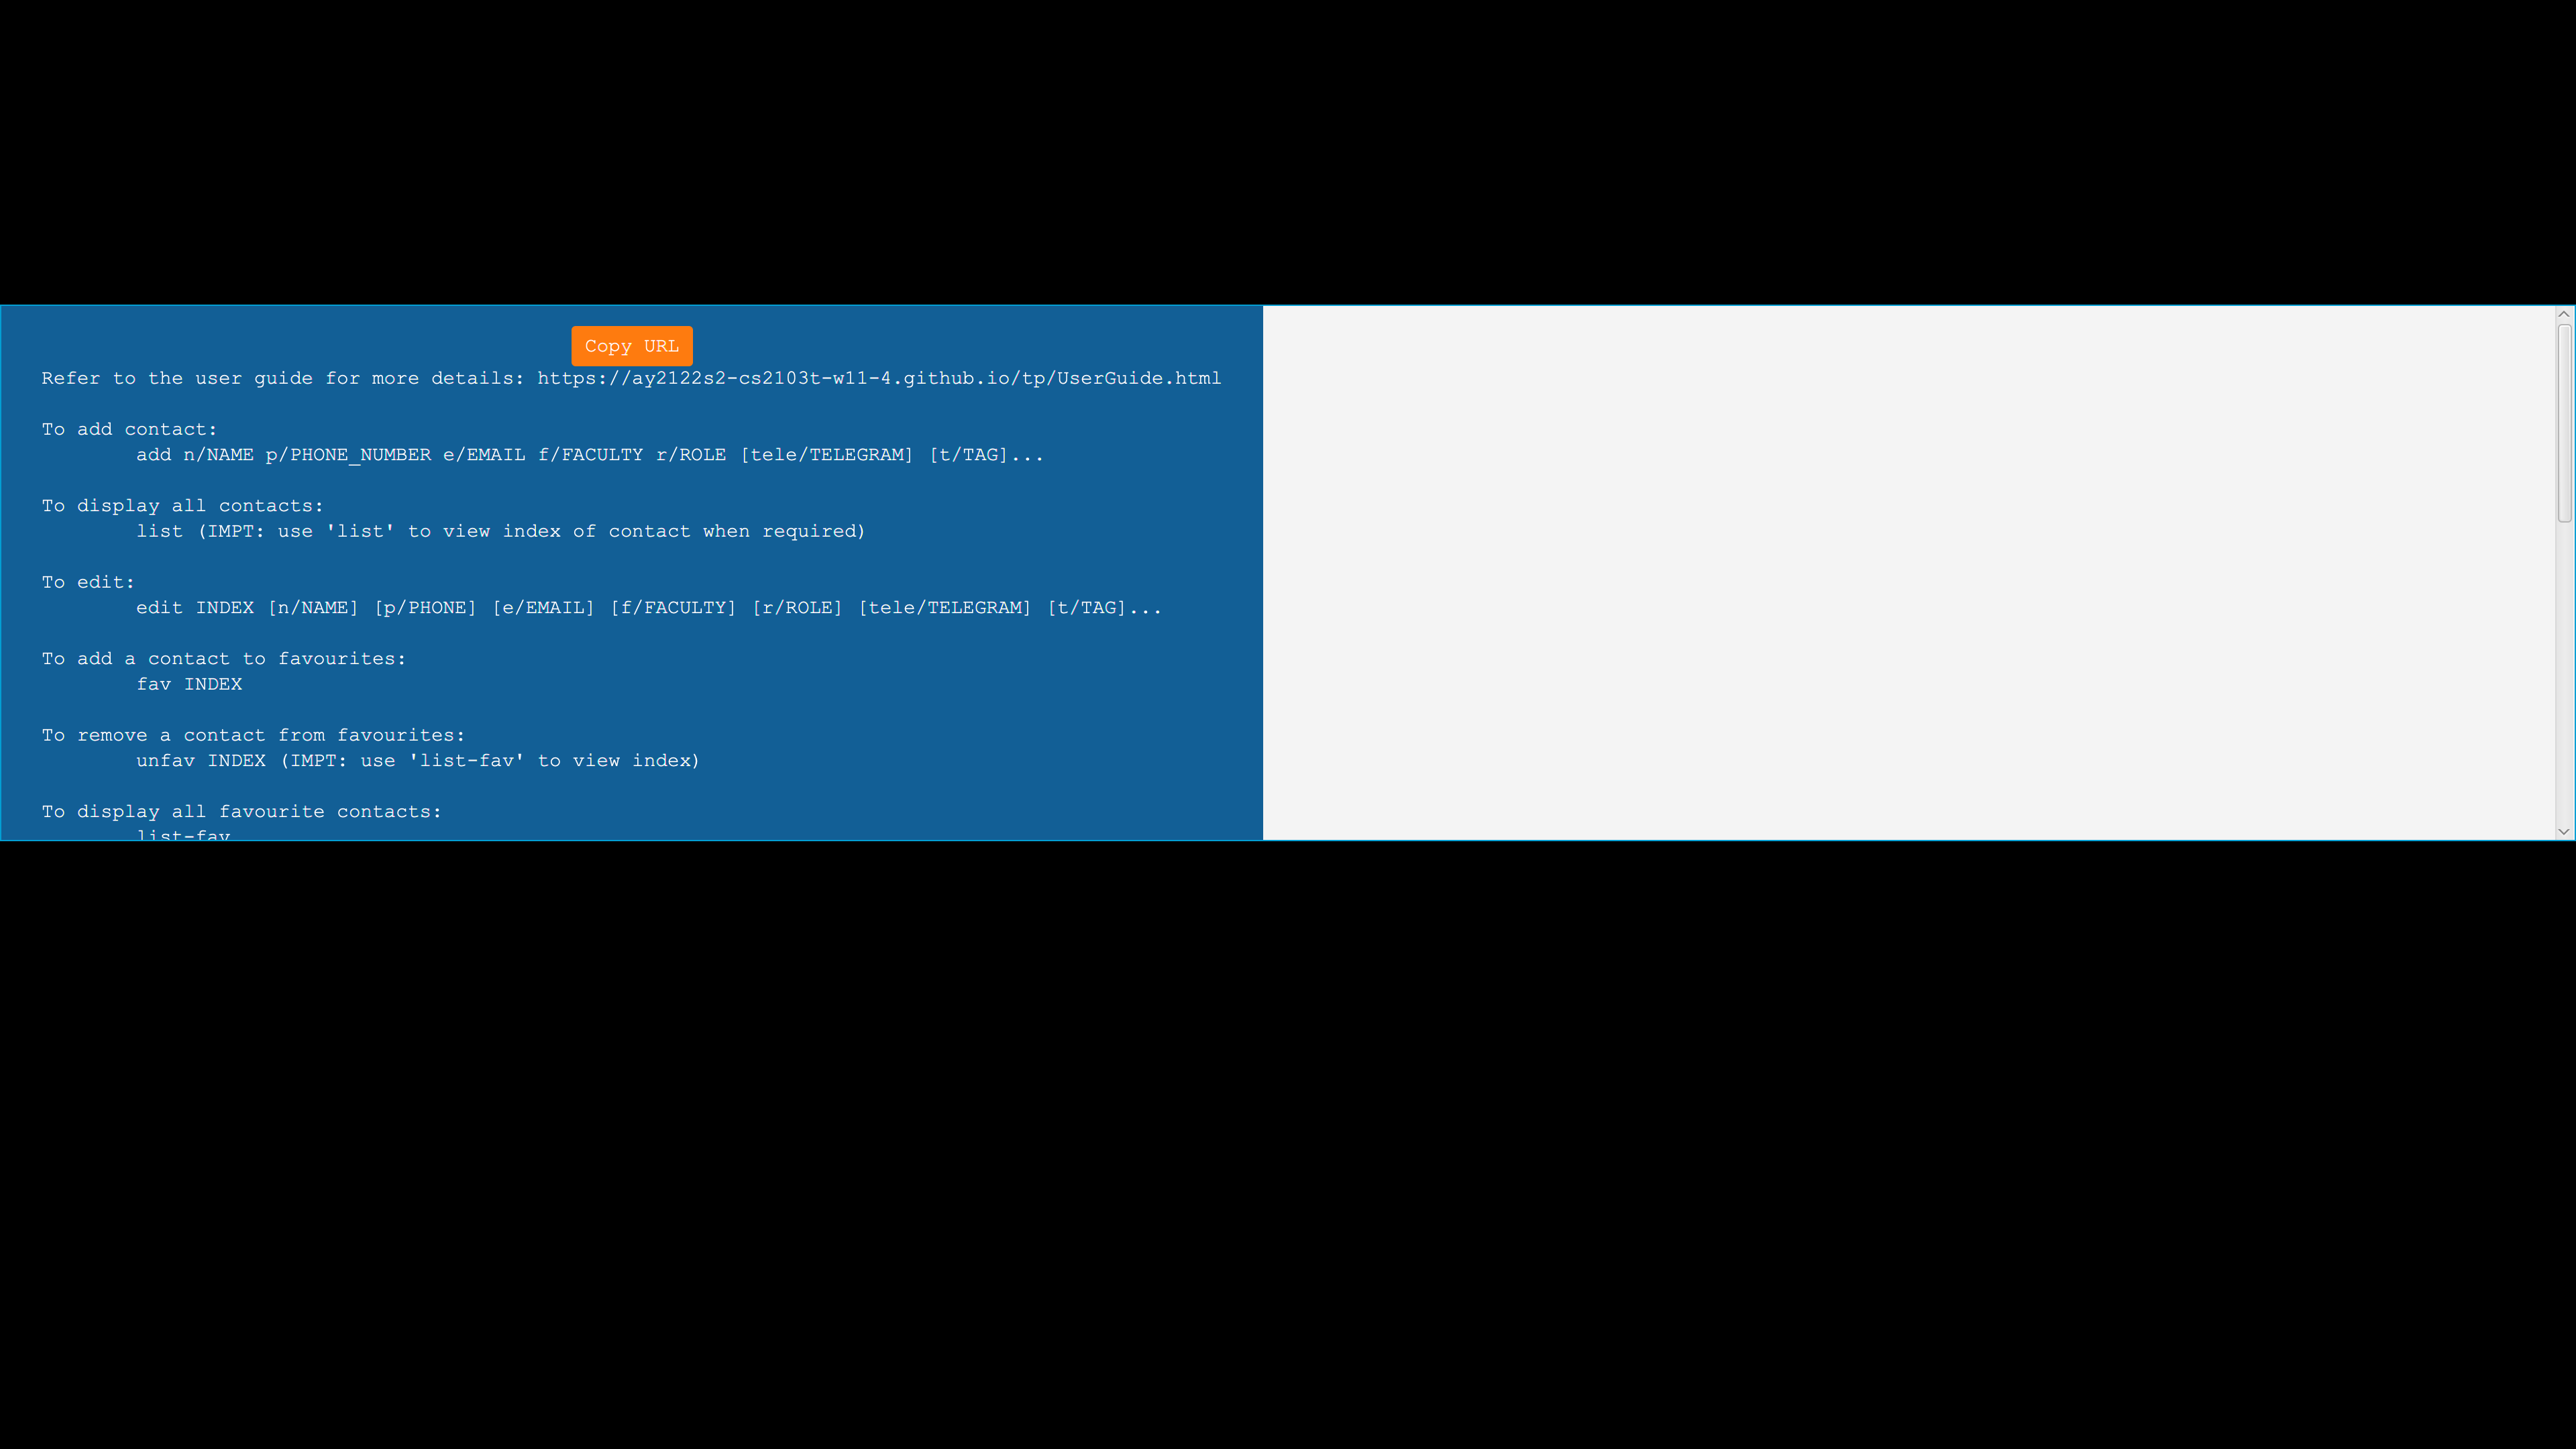 Copy URL
Refer to the user guide for more details: https://ay2122s2-cs2103t-w11-4.github.io/tp/UserGuide.html
To add contact:
add n/NAME p/PHONE_NUMBER e/EMAIL f/FACULTY r/ROLE [tele/TELEGRAM] [t/TAG]...
To display all contacts:
list (IMPT: use 'list' to view index of contact when required)
To edit:
edit INDEX [n/NAME] [p/PHONE] [e/EMAIL] [f/FACULTY] [r/ROLE] [tele/TELEGRAM] [t/TAG]...
To add a contact to favourites:
fav INDEX
To remove a contact from favourites:
unfav INDEX (IMPT: use 'list-fav' to view index)
To display all favourite contacts:
list-fav